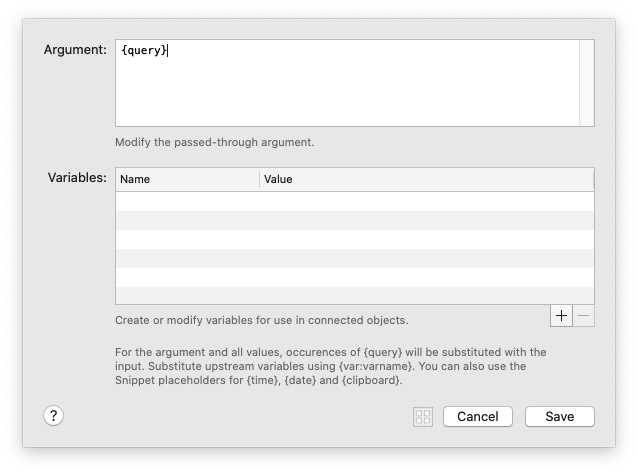 Argument:
{query}
Modify the passed-through argument.
Variables:
Name Value
Create or modify variables for use in connected objects.
+ −
For the argument and all values, occurences of {query} will be substituted with the
input. Substitute upstream variables using {var:varname}. You can also use the
Snippet placeholders for {time}, {date} and {clipboard}.
? Cancel Save